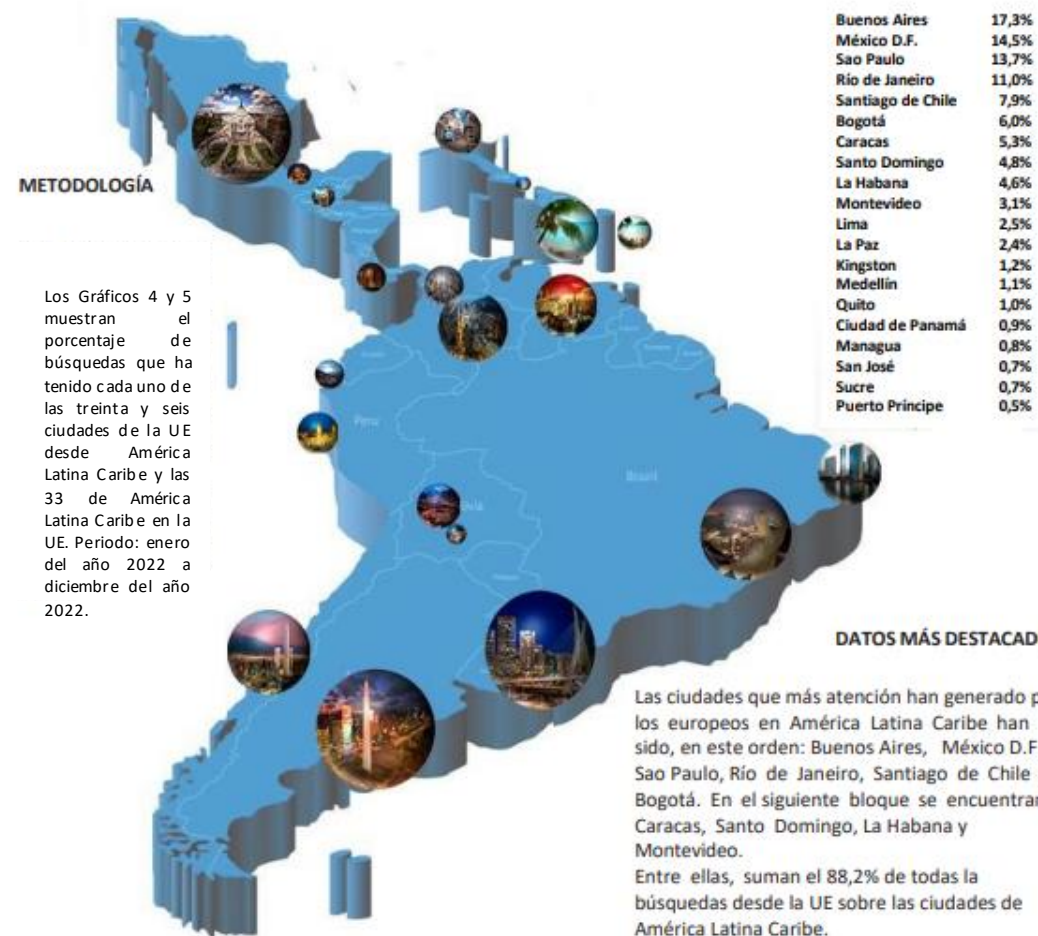 Buenos Aires 17,3%
México D.F. 14,5%
Sao Paulo 13,7%
Río de Janeiro 11,0%
Santiago de Chile 7,9%
Bogotá 6,0%
Caracas 5,3%
Santo Domingo 4,8%
La Habana 4,6%
Montevideo 3,1%
Lima 2,5%
La Paz 2,4%
Kingston 1,2%
Medellín 1,1%
Quito 1,0%
Ciudad de Panamá 0,9%
Managua 0,8%
San José 0,7%
Sucre 0,7%
Puerto Principe 0,5%
METODOLOGÍA
Los Gráficos 4 y 5
muestran el
porcentaje de
búsquedas que ha
tenido cada uno de
las treinta y seis
ciudades de la UE
desde América
Latina Caribe y las
33 de América
Latina Caribe en la
UE. Periodo: enero
del año 2022 a
diciembre del año
2022.
Peru
Brazil
DATOS MÁS DESTACAD
Las ciudades que más atención han generado p
los europeos en América Latina Caribe han
sido, en este orden: Buenos Aires, México D.F
Sao Paulo, Río de Janeiro, Santiago de Chile
Bogotá. En el siguiente bloque se encuentran
Caracas, Santo Domingo, La Habana y
Montevideo.
Entre ellas, suman el 88,2% de todas la
búsquedas desde la UE sobre las ciudades de
América Latina Caribe.